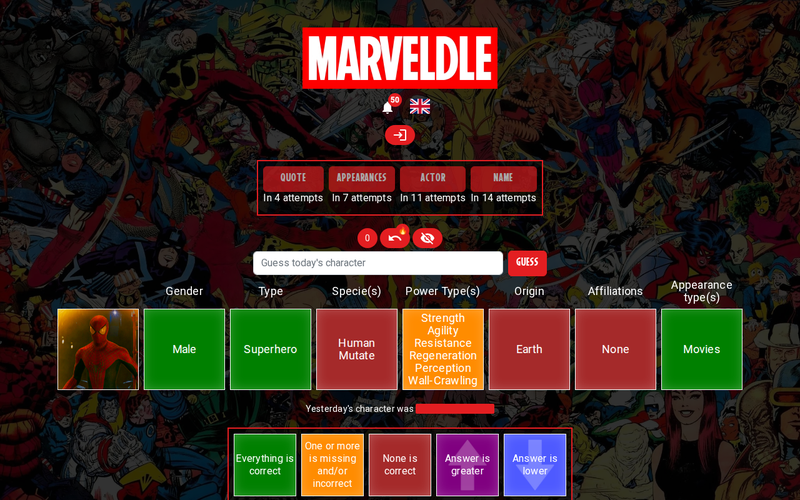 MARVELDLE
50
QUOTE APPEARANCES ACTOR NAME
In 4 attempts In 7 attempts In 11 attempts In 14 attempts
0
Guess today's character GUESS
Gender Type Specie(s) Power Type(s) Origin Affiliations Appearance
type(s)
Male
Superhero
Human
Mutate
Strength
Agility
Resistance
Regeneration
Perception
Wall-Crawling
Earth
None
Movies
Yesterday's character was
Everything is
correct
One or more
is missing
and/or
incorrect
None is
correct
Answer is
greater
Answer is
lower